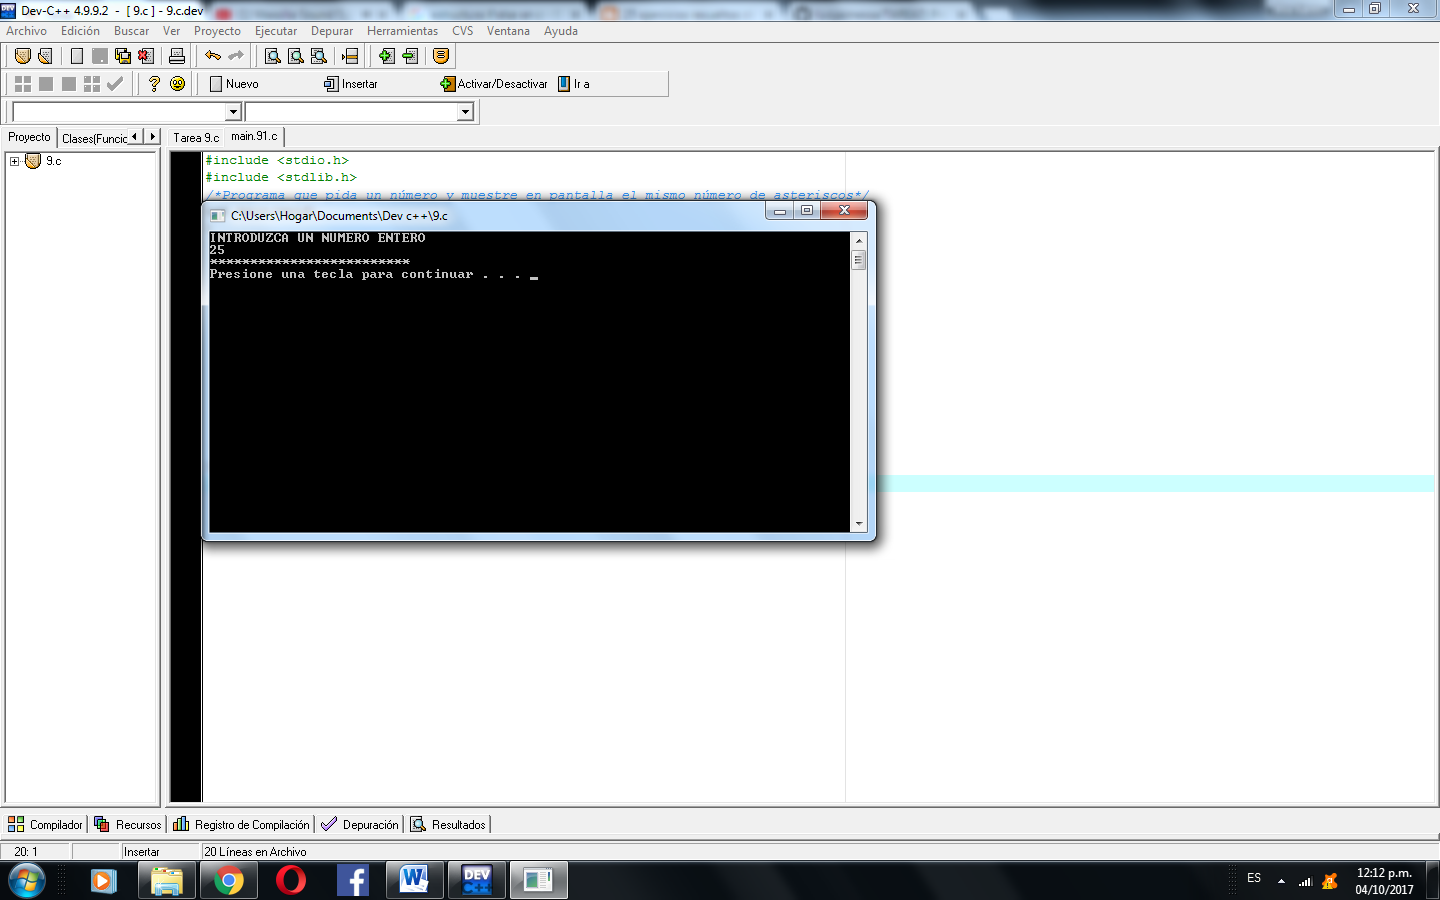 Dev-C++ 4.9.9.2 - [ 9.c ] - 9.c.dev
Archivo Edición Buscar Ver Proyecto Ejecutar Depurar Herramientas CVS Ventana Ayuda
Nuevo Insertar Activar/Desactivar Ir a
Proyecto Clases(Funcic Tarea 9.c main.91.c
9.c
#include <stdio.h>
#include <stdlib.h>
/*Programa que pida un número y muestre en pantalla el mismo número de asteriscos*/
C:\Users\Hogar\Documents\Dev c++\9.c
INTRODUZCA UN NUMERO ENTERO
25
*************************
Presione una tecla para continuar . . . _
Compilador Recursos Registro de Compilación Depuración Resultados
20: 1 Insertar 20 Líneas en Archivo
W DEV C++ ES 12:12 p.m.
04/10/2017